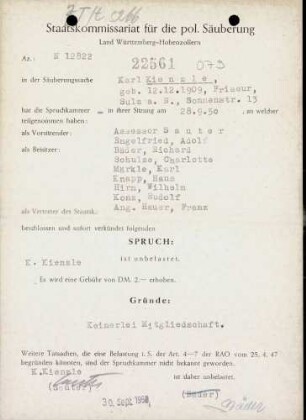 Staatskommissariat für die pol. Säuberung
Land Württemberg-Hohenzollern
Az.: K 12822
22561 073
in der Säuberungssache Karl Kienzle,
geb. 12.12.1909, Friseur,
Sulz a. N., Sonnenstr. 13
hat die Spruchkammer in ihrer Sitzung am 28.9.50, an welcher
teilgenommen haben:
als Vorsitzender: Assessor Sauter
als Beisitzer: Engelfried, Adolf
Bader, Richard
Schulze, Charlotte
Märkle, Karl
Knapp, Hans
Hirn, Wilhelm
Konz, Rudolf
als Vertreter des Staatsk. Ang. Heuer, Franz
beschlossen und sofort verkündet folgenden
SPRUCH:
K. Kienzle ist unbelastet.
Es wird eine Gebühr von DM. 2.— erhoben.
Gründe:
Keinerlei Mitgliedschaft.
Weitere Tatsachen, die eine Belastung i. S. der Art. 4—7 der RAO vom 25. 4. 47
begründen könnten, sind der Spruchkammer nicht bekannt geworden.
K.Kienzle ist daher unbelastet.
(Sauter) (Bader)
30. Sept. 1950 Bader